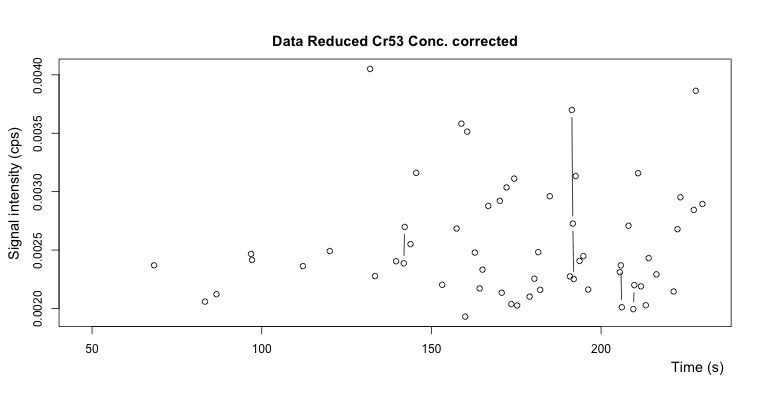 Data Reduced Cr53 Conc. corrected
Signal intensity (cps)
0.0040
0.0035
0.0030
0.0025
0.0020
50 100 150 200
Time (s)